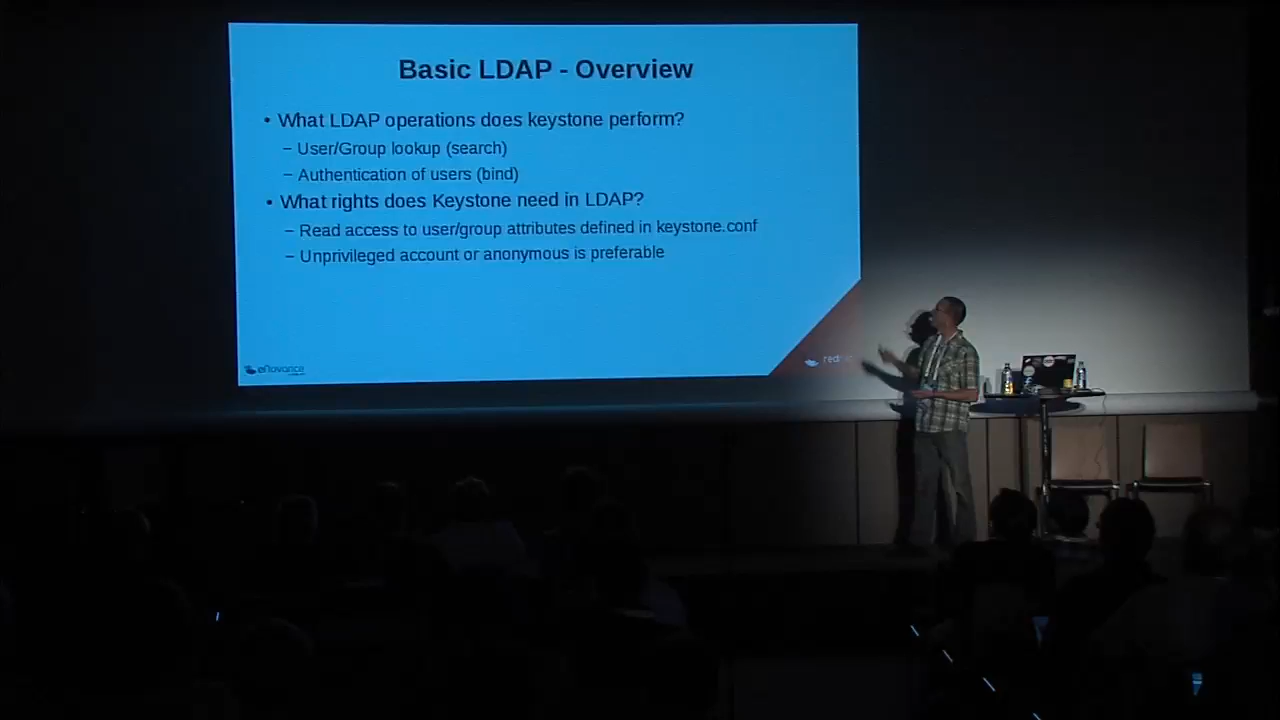 Basic LDAP - Overview
• What LDAP operations does keystone perform?
– User/Group lookup (search)
– Authentication of users (bind)
• What rights does Keystone need in LDAP?
– Read access to user/group attributes defined in keystone.conf
– Unprivileged account or anonymous is preferable
eNovance